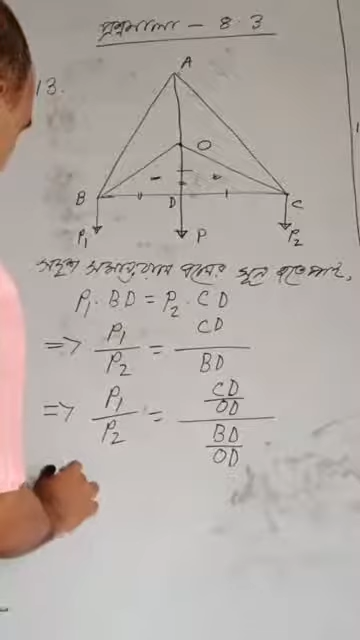 প্রশ্নমালা – 8.3
13.
A
O
B
D
C
P₁
P
P₂
সদৃশ সমান্তরাল বলের সূত্র হতে পাই,
P₁ · BD = P₂ · CD
=> P₁/P₂ = CD/BD
=> P₁/P₂ = (CD/OD)/(BD/OD)